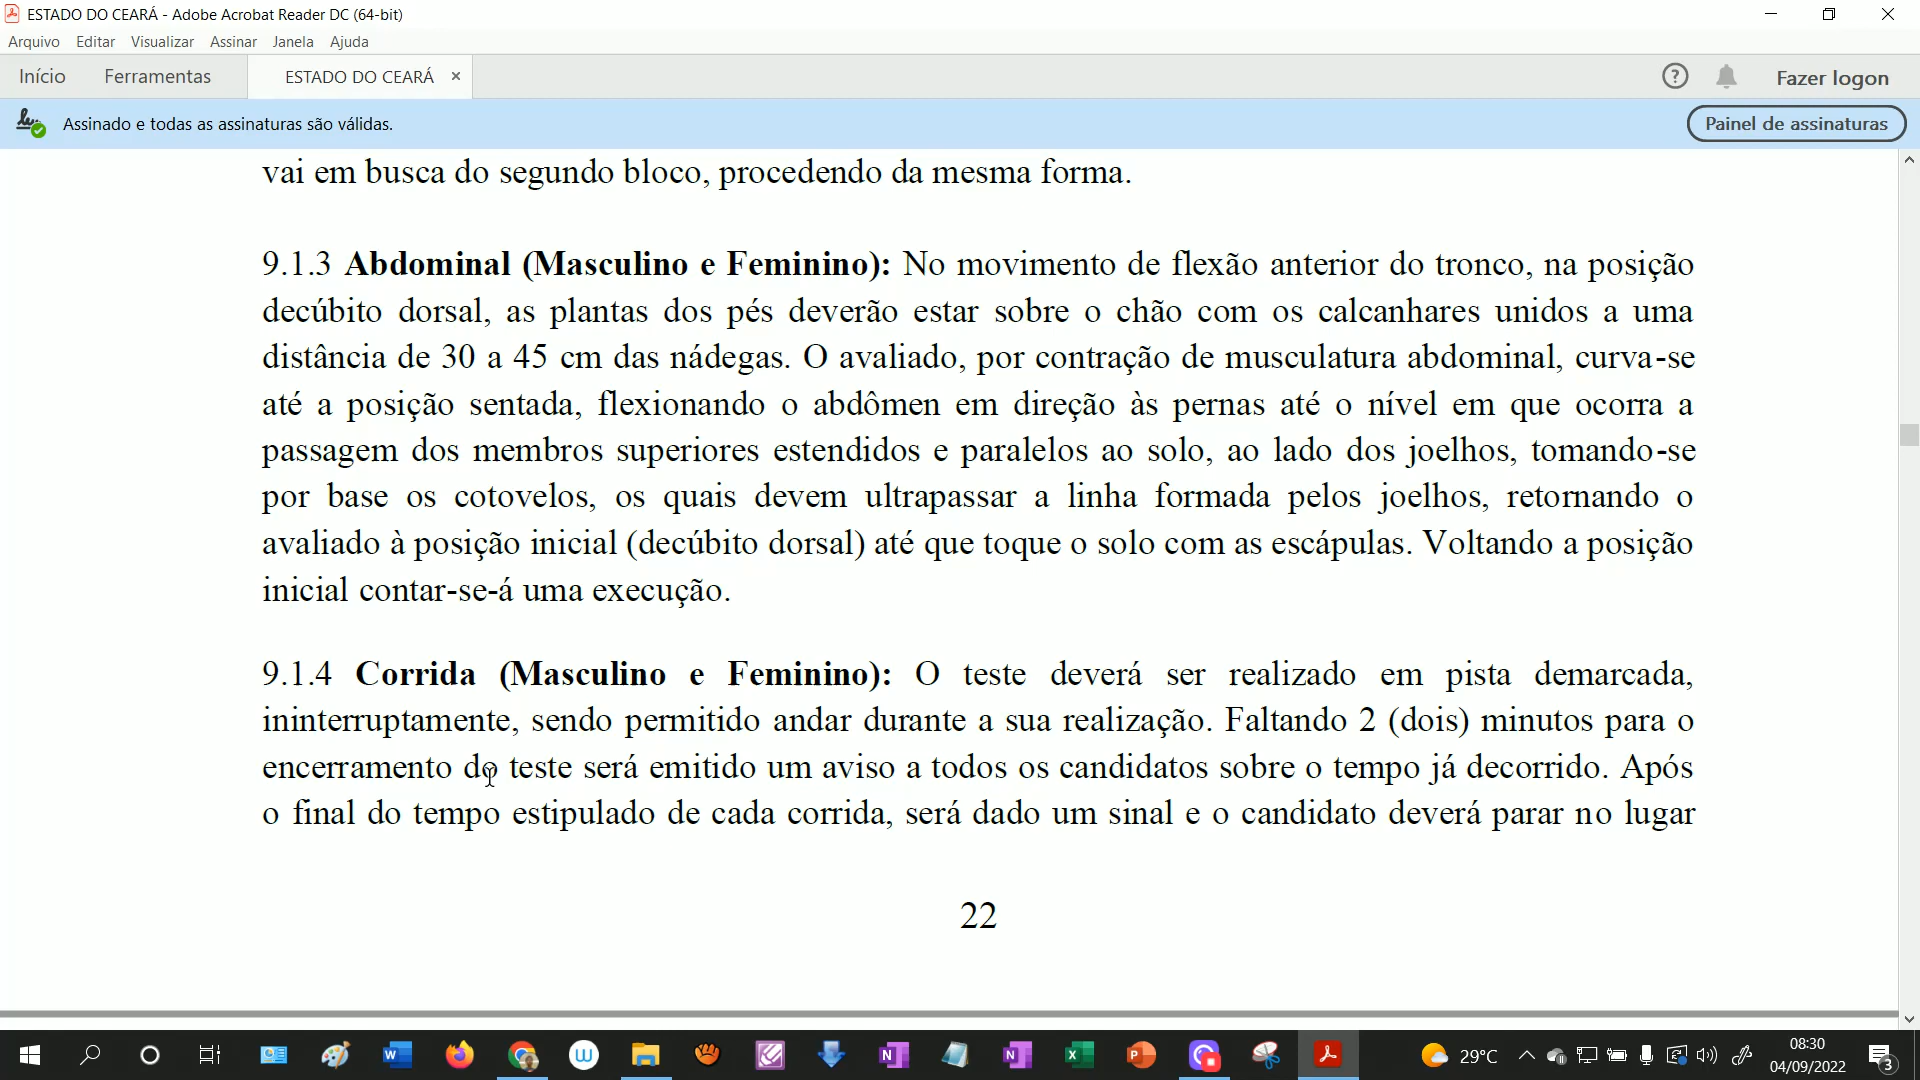 ESTADO DO CEARÁ - Adobe Acrobat Reader DC (64-bit)
Arquivo Editar Visualizar Assinar Janela Ajuda
Início Ferramentas ESTADO DO CEARÁ × Fazer logon
Assinado e todas as assinaturas são válidas. Painel de assinaturas
vai em busca do segundo bloco, procedendo da mesma forma.
9.1.3 Abdominal (Masculino e Feminino): No movimento de flexão anterior do tronco, na posição
decúbito dorsal, as plantas dos pés deverão estar sobre o chão com os calcanhares unidos a uma
distância de 30 a 45 cm das nádegas. O avaliado, por contração de musculatura abdominal, curva-se
até a posição sentada, flexionando o abdômen em direção às pernas até o nível em que ocorra a
passagem dos membros superiores estendidos e paralelos ao solo, ao lado dos joelhos, tomando-se
por base os cotovelos, os quais devem ultrapassar a linha formada pelos joelhos, retornando o
avaliado à posição inicial (decúbito dorsal) até que toque o solo com as escápulas. Voltando a posição
inicial contar-se-á uma execução.
9.1.4 Corrida (Masculino e Feminino): O teste deverá ser realizado em pista demarcada,
ininterruptamente, sendo permitido andar durante a sua realização. Faltando 2 (dois) minutos para o
encerramento do teste será emitido um aviso a todos os candidatos sobre o tempo já decorrido. Após
o final do tempo estipulado de cada corrida, será dado um sinal e o candidato deverá parar no lugar
22
29°C
08:30
04/09/2022
3